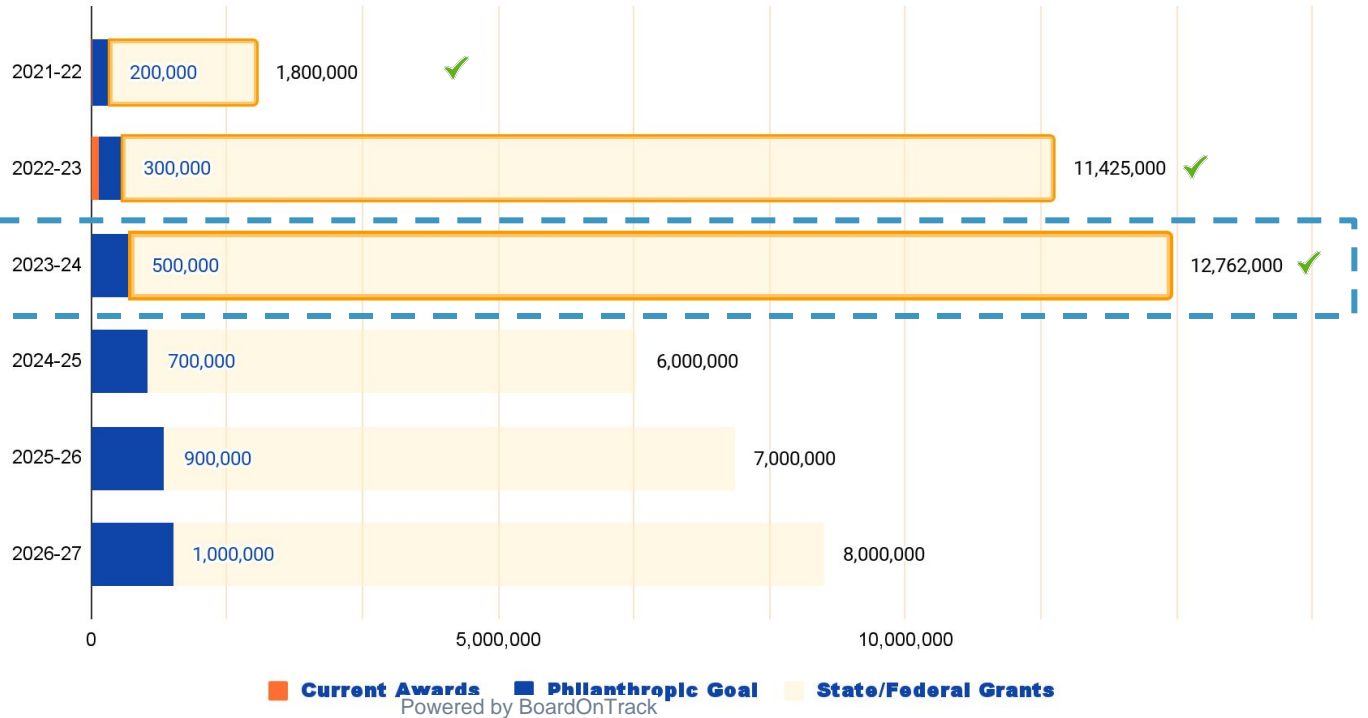 2021-22 200,000 1,800,000
2022-23 300,000 11,425,000
2023-24 500,000 12,762,000
2024-25 700,000 6,000,000
2025-26 900,000 7,000,000
2026-27 1,000,000 8,000,000
0 5,000,000 10,000,000
Current Awards Philanthropic Goal State/Federal Grants
Powered by BoardOnTrack